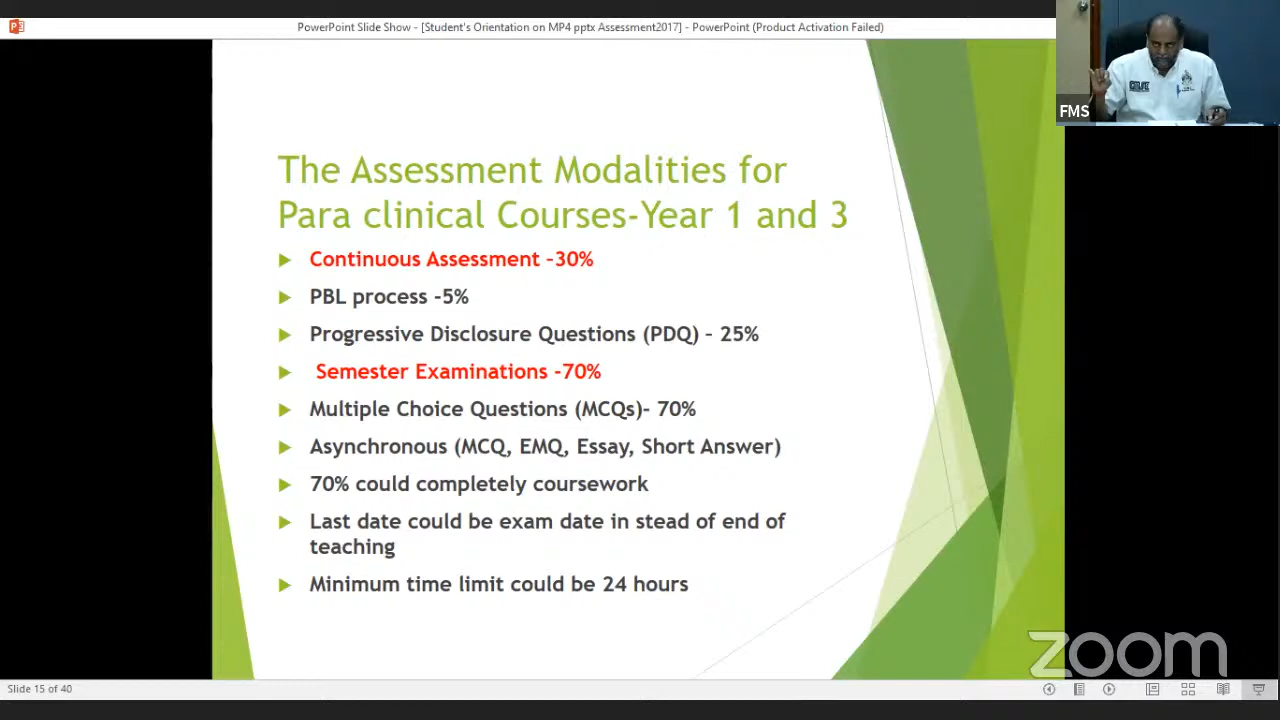 PowerPoint Slide Show - [Student's Orientation on MP4 pptx Assessment2017] - PowerPoint (Product Activation Failed)
FMS
The Assessment Modalities for
Para clinical Courses-Year 1 and 3
Continuous Assessment -30%
PBL process -5%
Progressive Disclosure Questions (PDQ) - 25%
Semester Examinations -70%
Multiple Choice Questions (MCQs)- 70%
Asynchronous (MCQ, EMQ, Essay, Short Answer)
70% could completely coursework
Last date could be exam date in stead of end of
teaching
Minimum time limit could be 24 hours
zoom
Slide 15 of 40